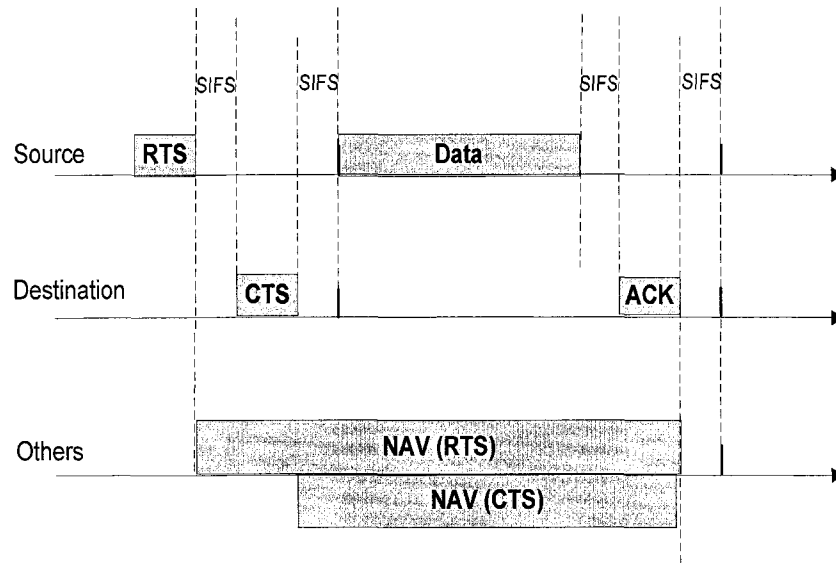 SIFS SIFS SIFS SIFS
Source RTS Data
Destination CTS ACK
Others NAV (RTS)
NAV (CTS)